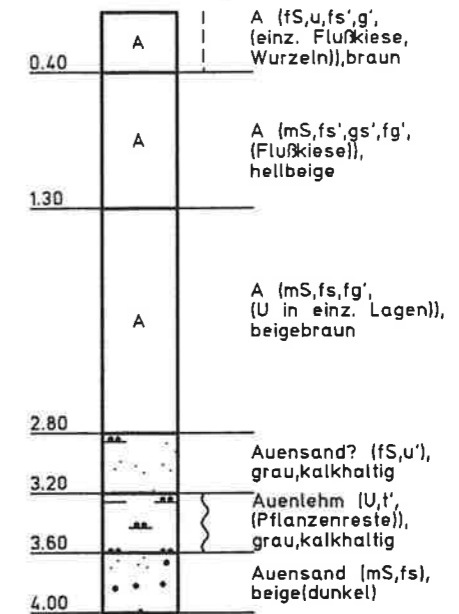 A
A (fS,u,fs',g',
(einz. Flußkiese,
Wurzeln)),braun
0.40
A
A (mS,fs',gs',fg',
(Flußkiese)),
hellbeige
1.30
A
A (mS,fs,fg',
(U in einz. Lagen)),
beigebraun
2.80
Auensand? (fS,u'),
grau,kalkhaltig
3.20
Auenlehm (U,t',
(Pflanzenreste)),
grau,kalkhaltig
3.60
Auensand (mS,fs),
beige(dunkel)
4.00